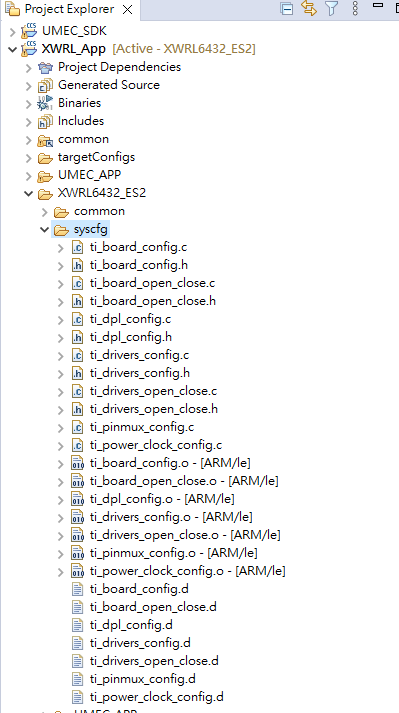 Project Explorer
UMEC_SDK
XWRL_App [Active - XWRL6432_ES2]
Project Dependencies
Generated Source
Binaries
Includes
common
targetConfigs
UMEC_APP
XWRL6432_ES2
common
syscfg
ti_board_config.c
ti_board_config.h
ti_board_open_close.c
ti_board_open_close.h
ti_dpl_config.c
ti_dpl_config.h
ti_drivers_config.c
ti_drivers_config.h
ti_drivers_open_close.c
ti_drivers_open_close.h
ti_pinmux_config.c
ti_power_clock_config.c
ti_board_config.o - [ARM/le]
ti_board_open_close.o - [ARM/le]
ti_dpl_config.o - [ARM/le]
ti_drivers_config.o - [ARM/le]
ti_drivers_open_close.o - [ARM/le]
ti_pinmux_config.o - [ARM/le]
ti_power_clock_config.o - [ARM/le]
ti_board_config.d
ti_board_open_close.d
ti_dpl_config.d
ti_drivers_config.d
ti_drivers_open_close.d
ti_pinmux_config.d
ti_power_clock_config.d